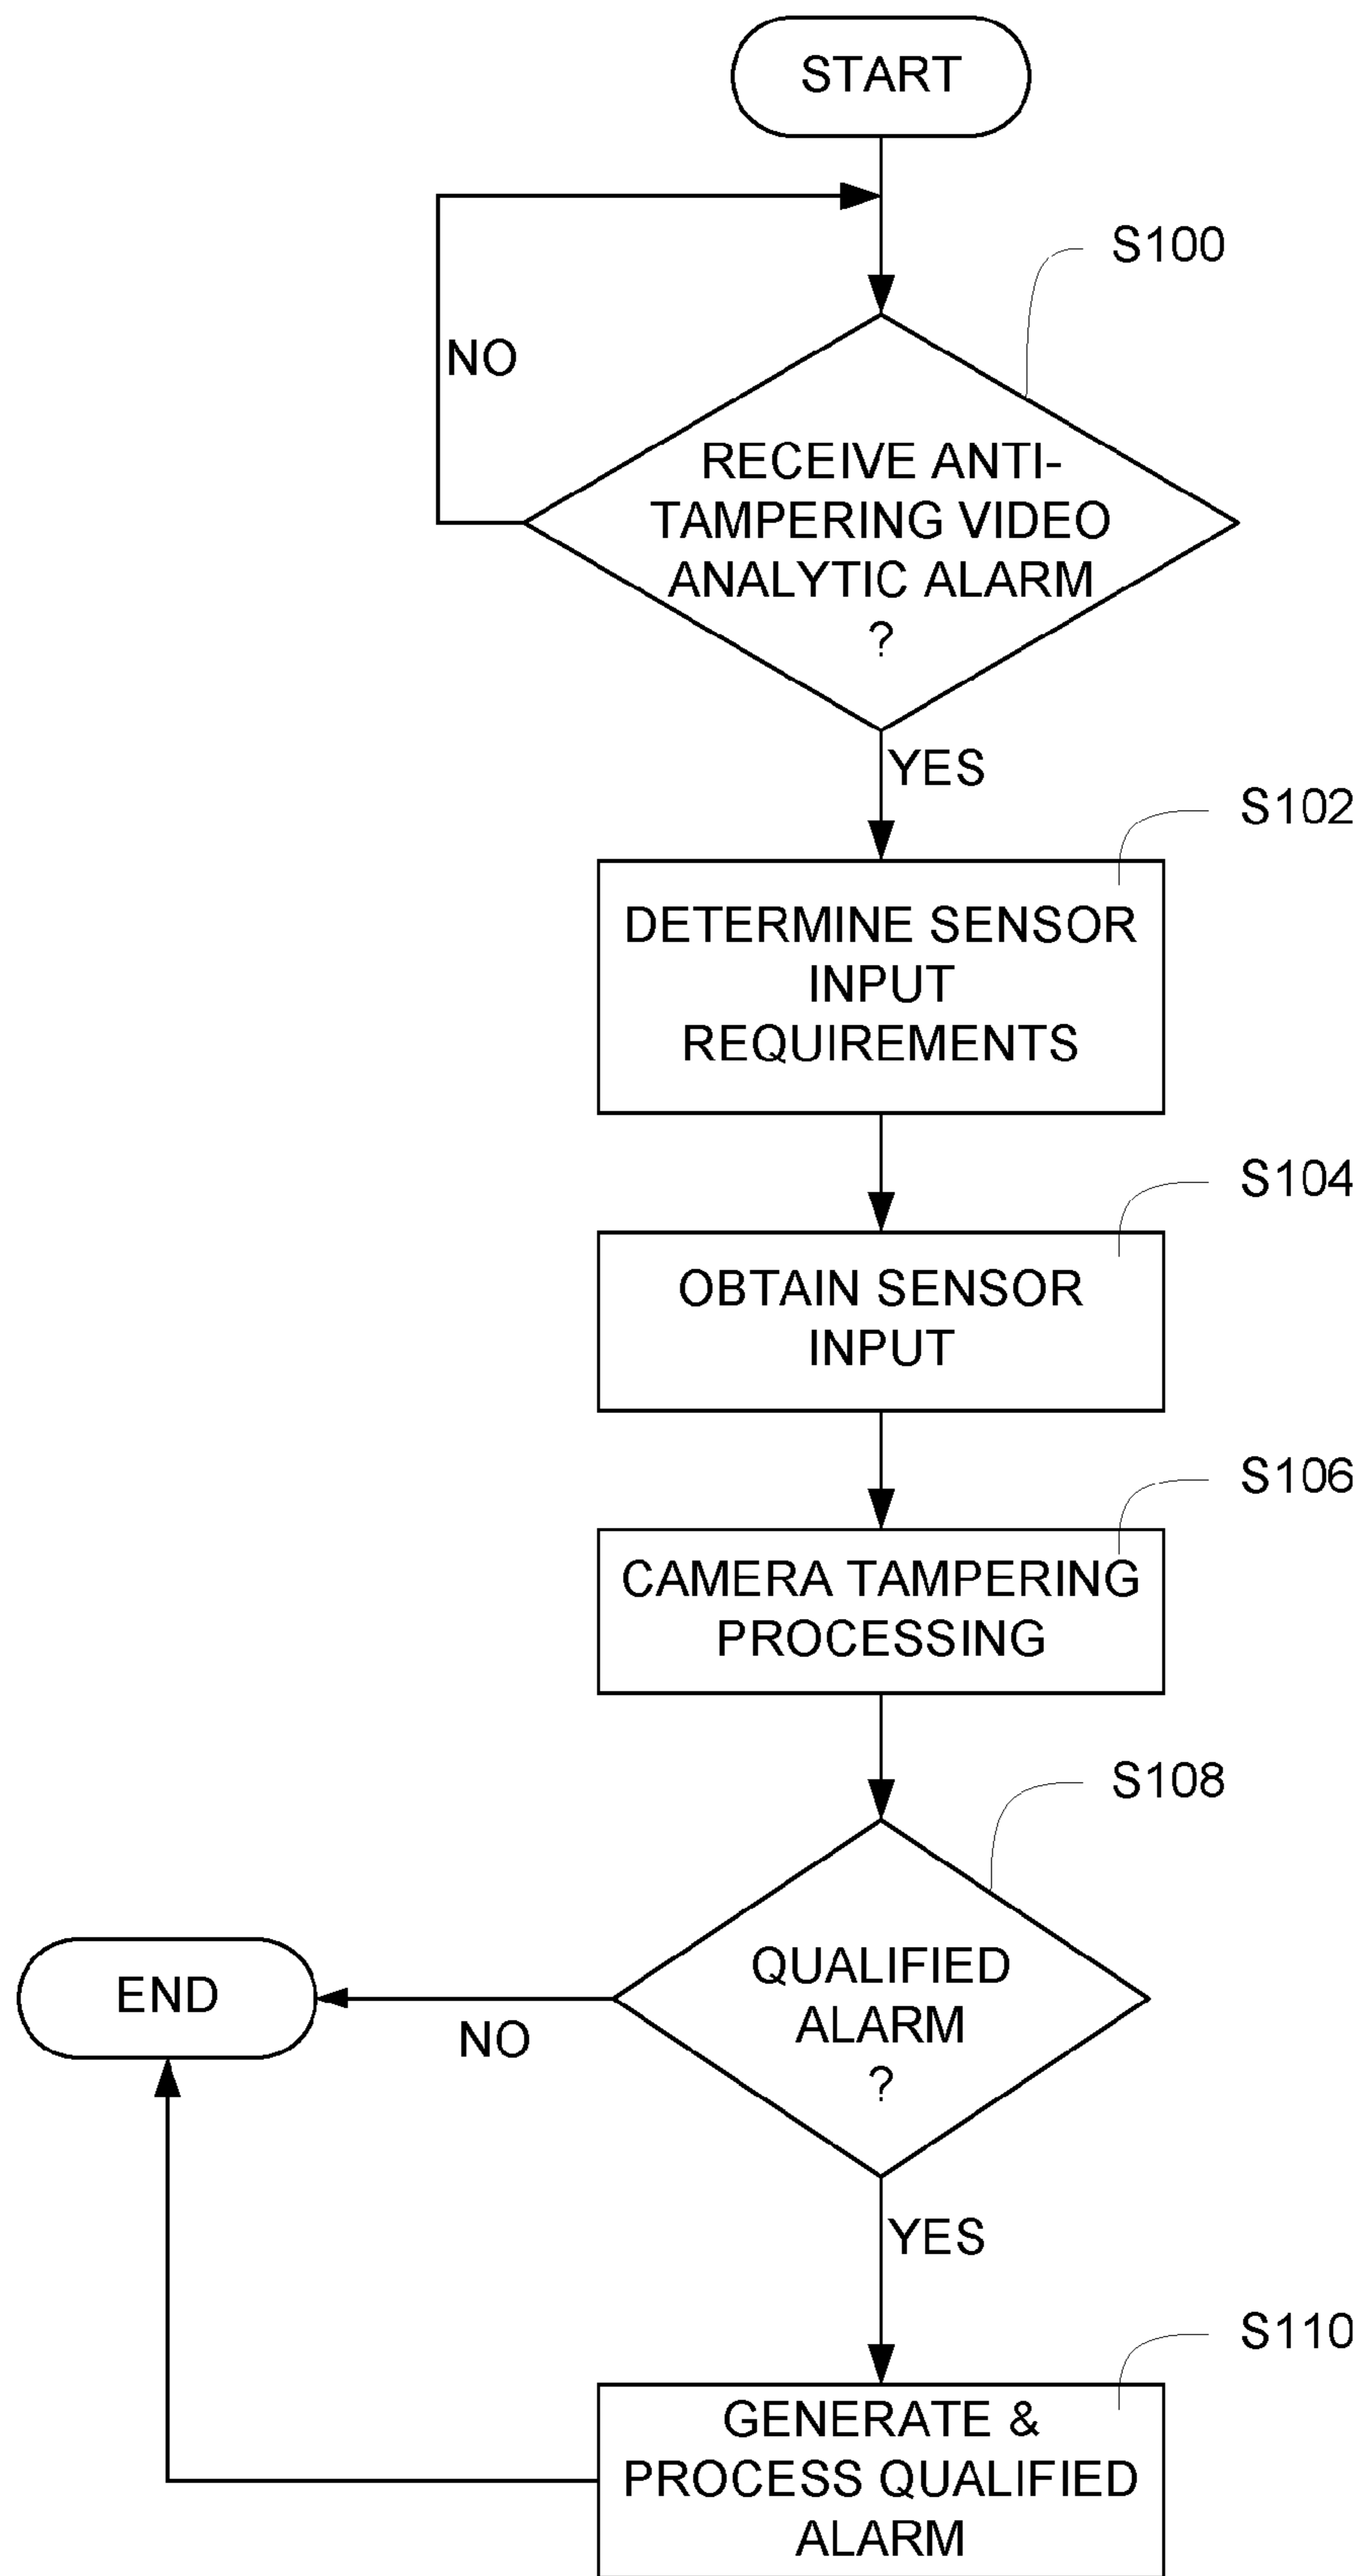 START
S100
NO
RECEIVE ANTI-
TAMPERING VIDEO
ANALYTIC ALARM
?
YES
S102
DETERMINE SENSOR
INPUT
REQUIREMENTS
S104
OBTAIN SENSOR
INPUT
S106
CAMERA TAMPERING
PROCESSING
S108
QUALIFIED
ALARM
?
END
NO
YES
S110
GENERATE &
PROCESS QUALIFIED
ALARM